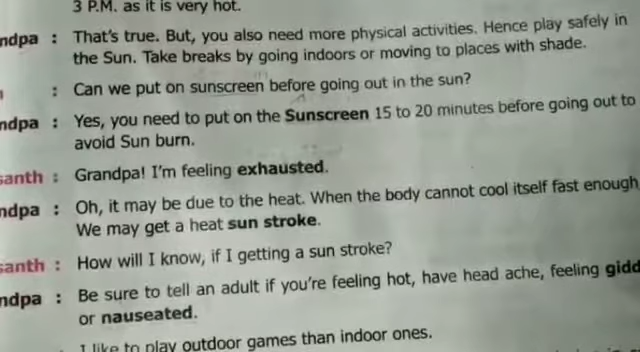 3 P.M. as it is very hot.
ndpa : That's true. But, you also need more physical activities. Hence play safely in
the Sun. Take breaks by going indoors or moving to places with shade.
: Can we put on sunscreen before going out in the sun?
ndpa : Yes, you need to put on the Sunscreen 15 to 20 minutes before going out to
avoid Sun burn.
santh : Grandpa! I'm feeling exhausted.
ndpa : Oh, it may be due to the heat. When the body cannot cool itself fast enough
We may get a heat sun stroke.
santh : How will I know, if I getting a sun stroke?
ndpa : Be sure to tell an adult if you're feeling hot, have head ache, feeling gidd
or nauseated.
I like to play outdoor games than indoor ones.